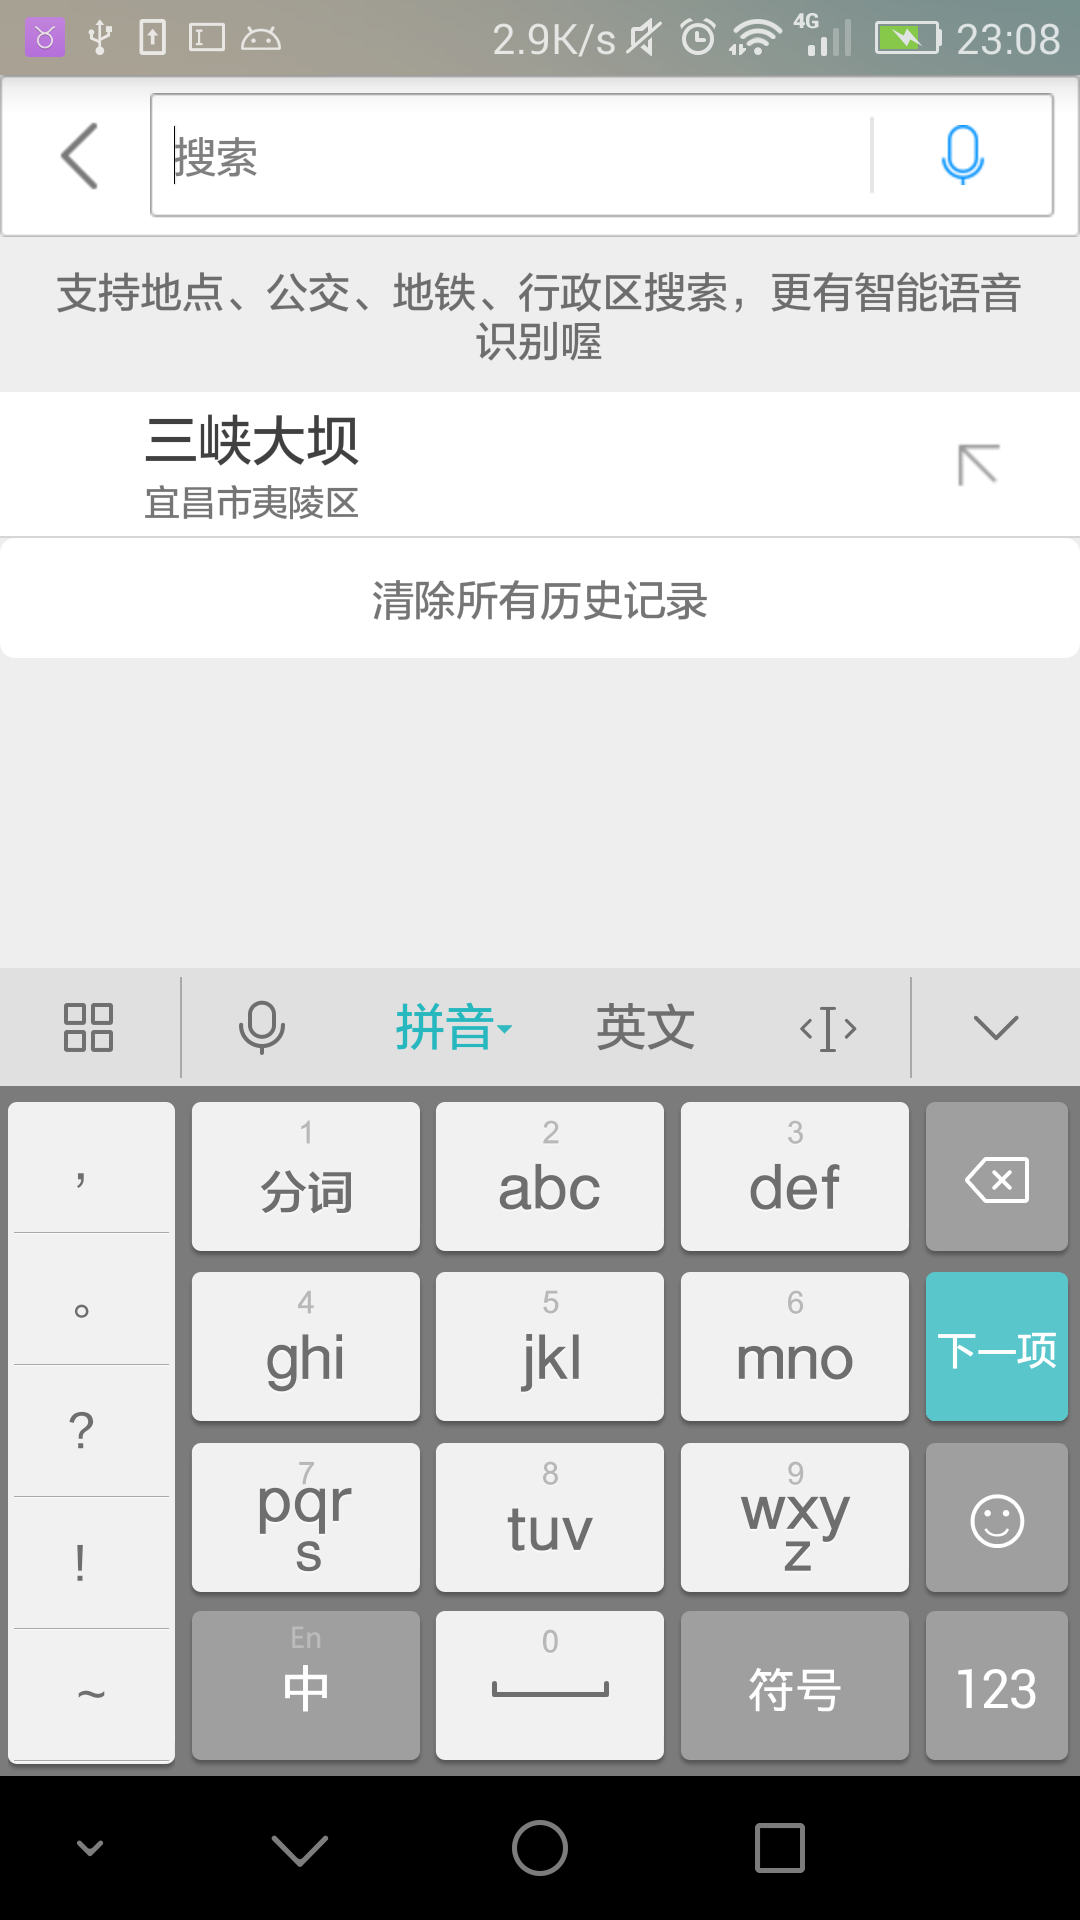 2.9K/s 4G 23:08
搜索
支持地点、公交、地铁、行政区搜索，更有智能语音
识别喔
三峡大坝
宜昌市夷陵区
清除所有历史记录
拼音 英文
，
。
?
!
~
1
分词
2
abc
3
def
4
ghi
5
jkl
6
mno
下一项
7
pqr
s
8
tuv
9
wxy
z
En
中
0
符号
123